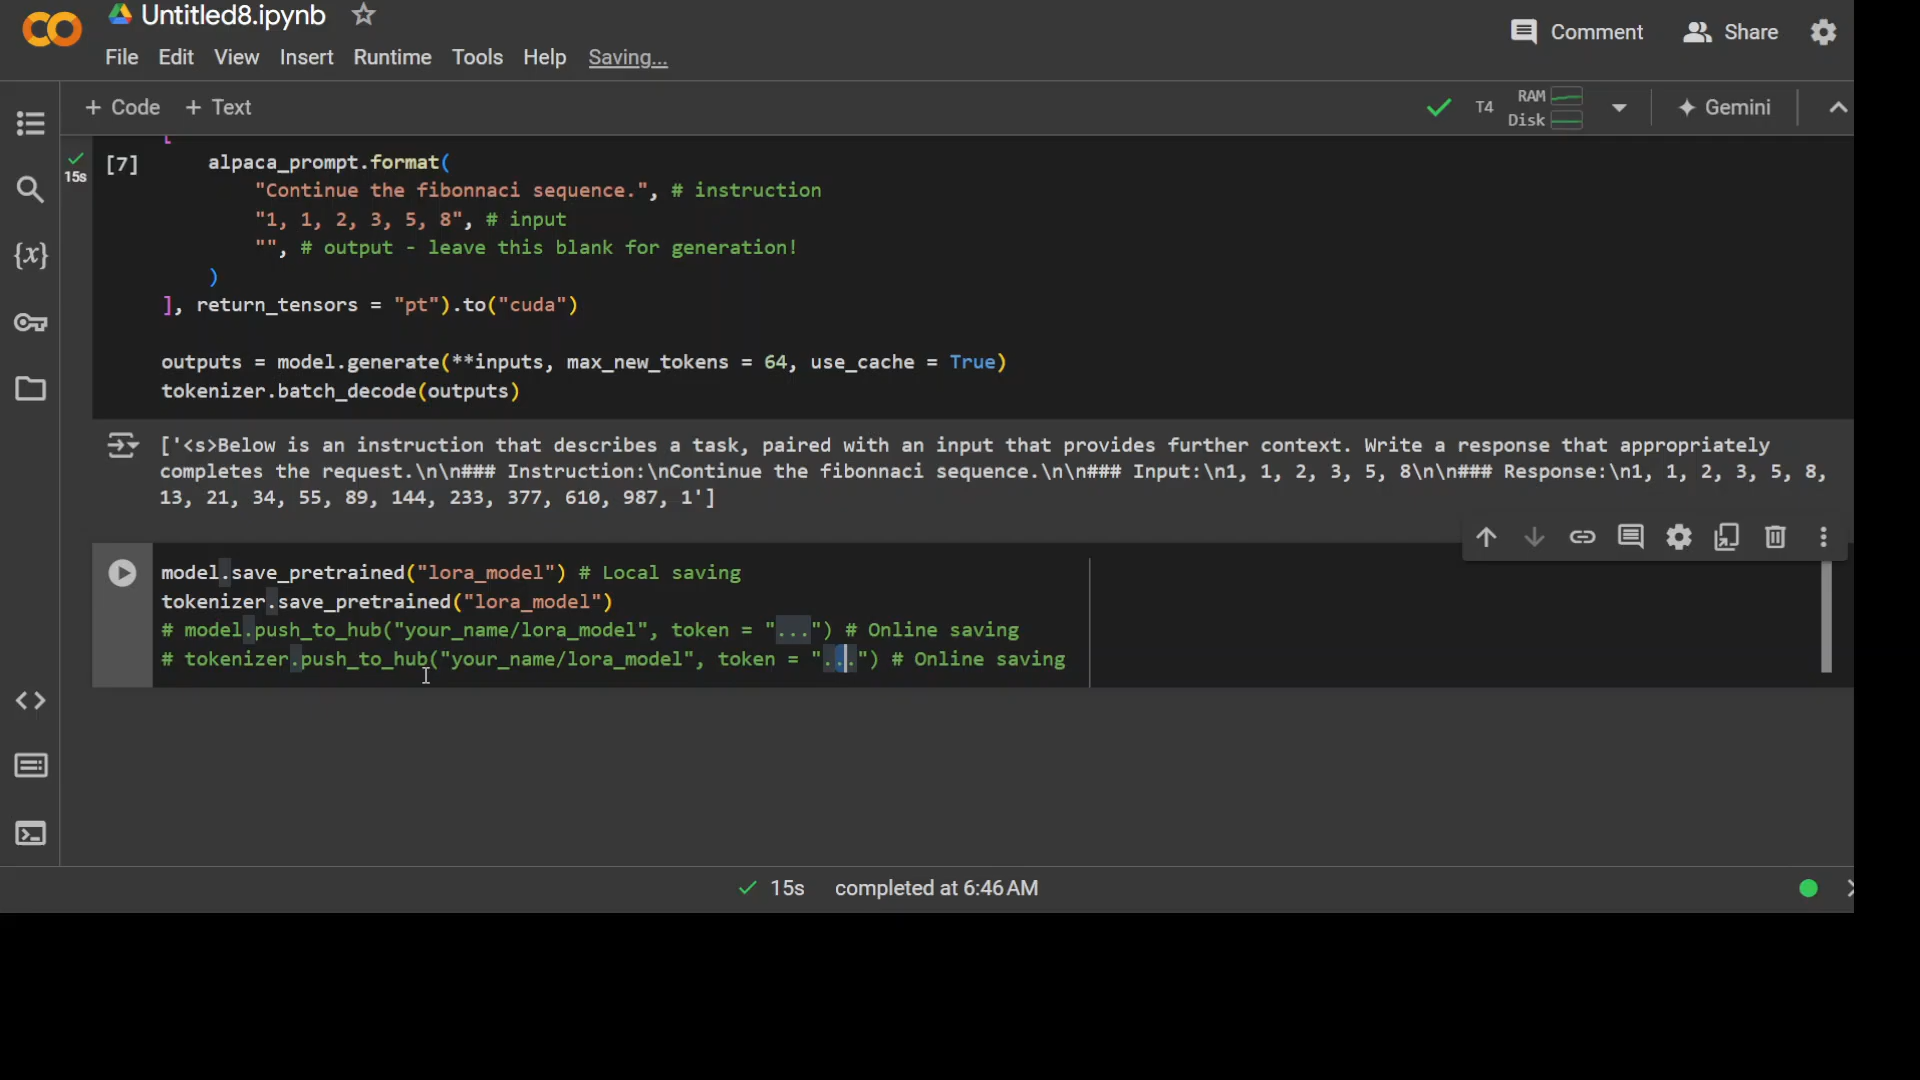 Untitled8.ipynb
Comment
Share
File Edit View Insert Runtime Tools Help Saving...
+ Code + Text
T4
RAM
Disk
Gemini
15s
[7]
[
alpaca_prompt.format(
"Continue the fibonnaci sequence.", # instruction
"1, 1, 2, 3, 5, 8", # input
"", # output - leave this blank for generation!
)
], return_tensors = "pt").to("cuda")
outputs = model.generate(**inputs, max_new_tokens = 64, use_cache = True)
tokenizer.batch_decode(outputs)
['<s>Below is an instruction that describes a task, paired with an input that provides further context. Write a response that appropriately
completes the request.\n\n### Instruction:\nContinue the fibonnaci sequence.\n\n### Input:\n1, 1, 2, 3, 5, 8\n\n### Response:\n1, 1, 2, 3, 5, 8,
13, 21, 34, 55, 89, 144, 233, 377, 610, 987, 1']
model.save_pretrained("lora_model") # Local saving
tokenizer.save_pretrained("lora_model")
# model.push_to_hub("your_name/lora_model", token = "...") # Online saving
# tokenizer.push_to_hub("your_name/lora_model", token = "...") # Online saving
15s completed at 6:46 AM